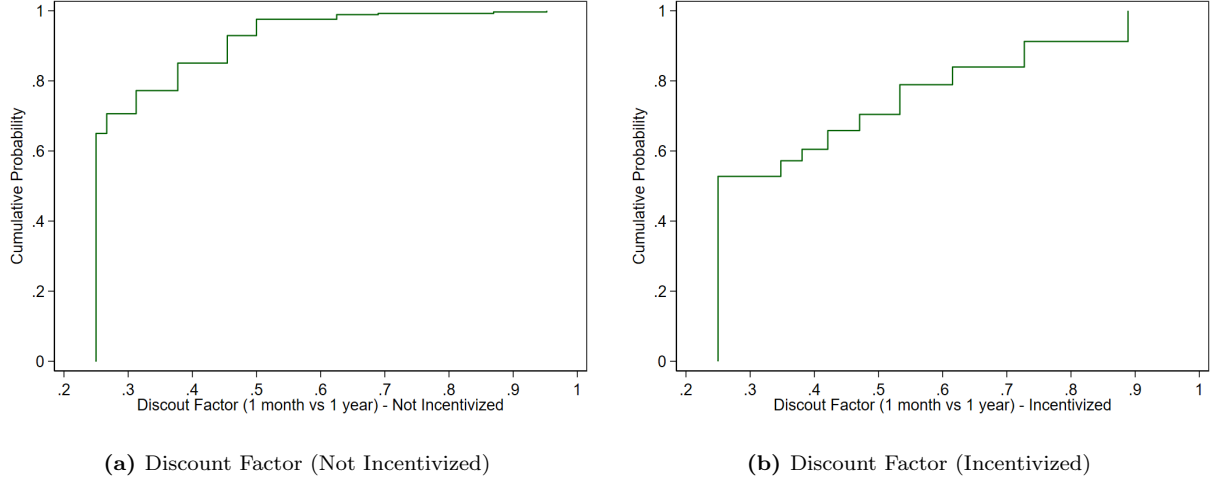 1
.8
.6
.4
.2
0
Cumulative Probability
.2 .3 .4 .5 .6 .7 .8 .9 1
Discout Factor (1 month vs 1 year) - Not Incentivized
(a) Discount Factor (Not Incentivized)
1
.8
.6
.4
.2
0
Cumulative Probability
.2 .3 .4 .5 .6 .7 .8 .9 1
Discout Factor (1 month vs 1 year) - Incentivized
(b) Discount Factor (Incentivized)